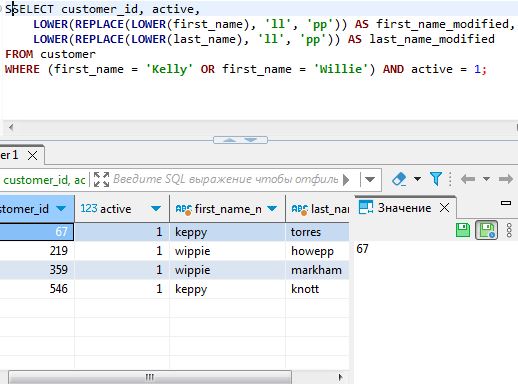 SELECT customer_id, active,
LOWER(REPLACE(LOWER(first_name), 'll', 'pp')) AS first_name_modified,
LOWER(REPLACE(LOWER(last_name), 'll', 'pp')) AS last_name_modified
FROM customer
WHERE (first_name = 'Kelly' OR first_name = 'Willie') AND active = 1;
er 1
customer_id, ac
Введите SQL выражение чтобы отфиль
stomer_id 123 active ABC first_name_n ABC last_nam
Значение
67 1 keppy torres
67
219 1 wippie howepp
359 1 wippie markham
546 1 keppy knott